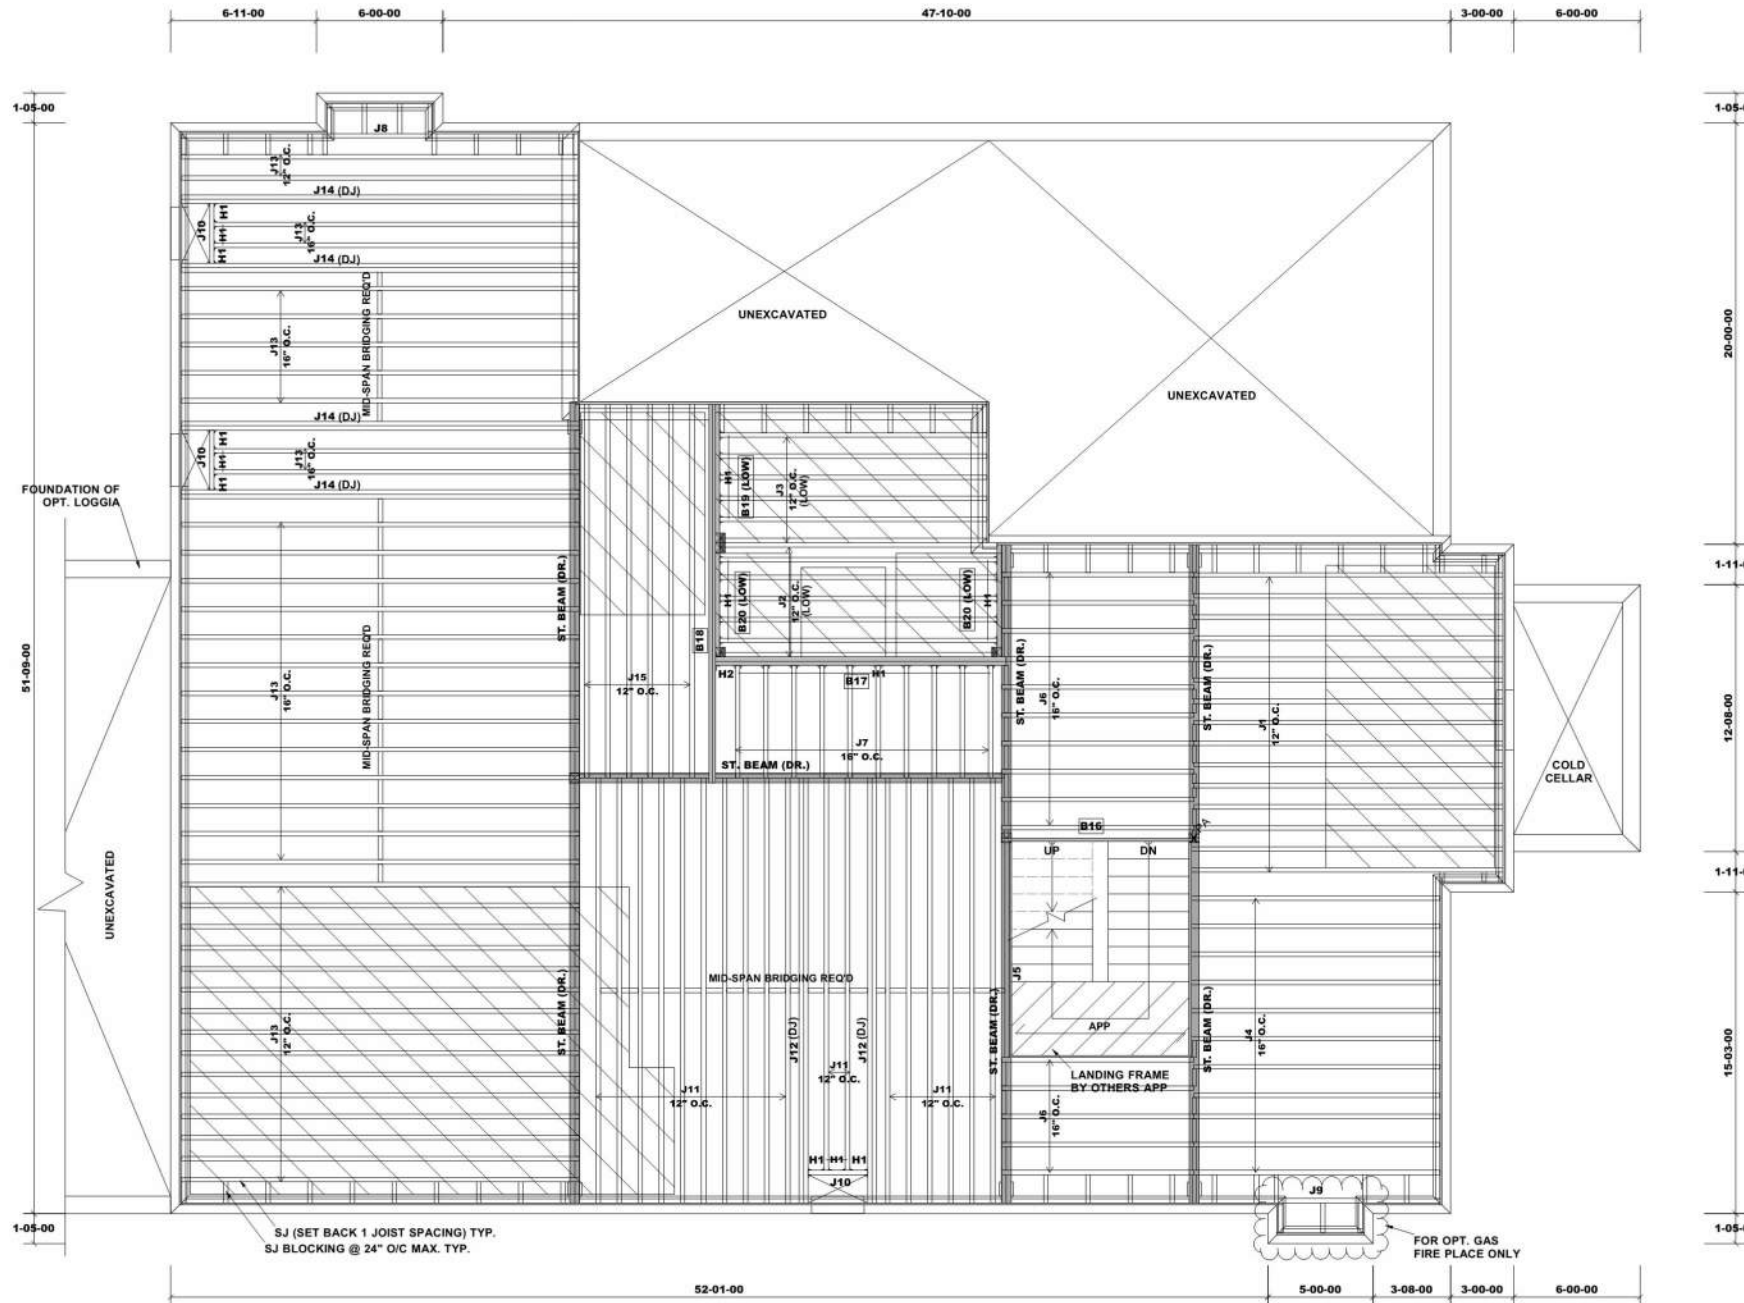 6-11-00
6-00-00
47-10-00
3-00-00
6-00-00
1-05-00
1-05-00
J8
J13
12" O.C.
J14 (DJ)
H1
H1
H1
J10
J13
16" O.C.
J14 (DJ)
MID-SPAN BRIDGING REQ'D
J13
16" O.C.
UNEXCAVATED
20-00-00
UNEXCAVATED
J14 (DJ)
H1
H1
H1
J10
J13
16" O.C.
J14 (DJ)
FOUNDATION OF
OPT. LOGGIA
H1
B19 (LOW)
J3
12" O.C.
(LOW)
ST. BEAM (DR.)
H1
B20 (LOW)
J2
12" O.C.
(LOW)
B20 (LOW)
H1
1-11-0
51-09-00
MID-SPAN BRIDGING REQ'D
J13
16" O.C.
B18
J15
12" O.C.
H2
H1
B17
ST. BEAM (DR.)
J6
16" O.C.
ST. BEAM (DR.)
J1
12" O.C.
12-08-00
J7
16" O.C.
ST. BEAM (DR.)
COLD
CELLAR
B16
UP
DN
1-11-0
UNEXCAVATED
MID-SPAN BRIDGING REQ'D
J5
ST. BEAM (DR.)
J13
12" O.C.
ST. BEAM (DR.)
APP
ST. BEAM (DR.)
J4
16" O.C.
15-03-00
J12 (DJ)
J12 (DJ)
J11
12" O.C.
J11
12" O.C.
J11
12" O.C.
LANDING FRAME
BY OTHERS APP
J6
16" O.C.
H1
H1
H1
J10
J9
1-05-00
SJ (SET BACK 1 JOIST SPACING) TYP.
SJ BLOCKING @ 24" O/C MAX. TYP.
FOR OPT. GAS
FIRE PLACE ONLY
1-05-0
52-01-00
5-00-00
3-08-00
3-00-00
6-00-00